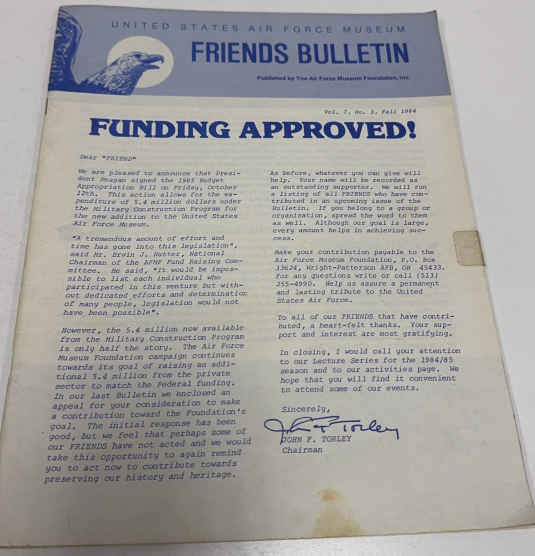 UNITED STATES AIR FORCE MUSEUM
FRIENDS BULLETIN
Published by The Air Force Museum Foundation, Inc
Vol. 7, No. 3, Fall 1984
FUNDING APPROVED!
Dear "FRIEND"
We are pleased to announce that Presi-
dent Reagan signed the 1985 Budget
Appropriation Bill on Friday, October
12th. This action allows for the ex-
penditure of 5.4 million dollars under
the Military Construction Program for
the new addition to the United States
Air Force Museum.
"A tremendous amount of effort and
time has gone into this legislation",
said Mr. Ervin J. Nutter, National
Chairman of the AFMF Fund Raising Com-
mittee. He said, "It would be impos-
sible to list each individual who
participated in this venture but with-
out dedicated efforts and determination
of many people, legislation would not
have been possible".
However, the 5.4 million now available
from the Military Construction Program
is only half the story. The Air Force
Museum Foundation campaign continues
towards its goal of raising an addi-
tional 5.4 million from the private
sector to match the Federal funding.
In our last Bulletin we enclosed an
appeal for your consideration to make
a contribution toward the Foundation's
goal. The initial response has been
good, but we feel that perhaps some of
our FRIENDS have not acted and we would
take this opportunity to again remind
you to act now to contribute towards
preserving our history and heritage.
As before, whatever you can give will
help. Your name will be recorded as
an outstanding supporter. We will run
a listing of all FRIENDS who have con-
tributed in an upcoming issue of the
Bulletin. If you belong to a group or
organization, spread the word to them
as well. Although our goal is large,
every amount helps in achieving suc-
cess.
Make your contribution payable to the
Air Force Museum Foundation, P.O. Box
33624, Wright-Patterson AFB, OH 45433.
For any questions write or call (513)
255-4990. Help us assure a permanent
and lasting tribute to the United
States Air Force.
To all of our FRIENDS that have contri-
buted, a heart-felt thanks. Your sup-
port and interest are most gratifying.
In closing, I would call your attention
to our Lecture Series for the 1984/85
season and to our activities page. We
hope that you will find it convenient
to attend some of our events.
Sincerely,
John F Torley
JOHN F. TORLEY
Chairman